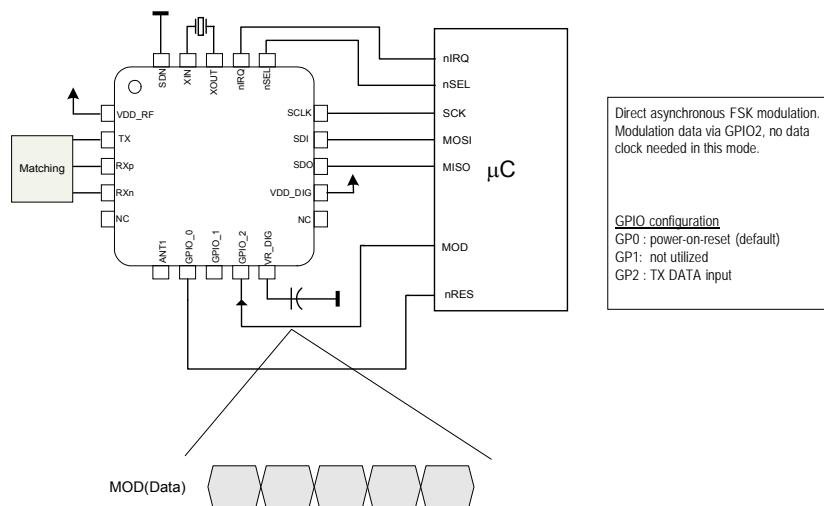 SDN
XIN
XOUT
nIRQ
nSEL
VDD_RF
TX
RXp
RXn
NC
SCLK
SDI
SDO
VDD_DIG
NC
ANT1
GPIO_0
GPIO_1
GPIO_2
VR_DIG
Matching
nIRQ
nSEL
SCK
MOSI
MISO
μC
MOD
nRES
Direct asynchronous FSK modulation.
Modulation data via GPIO2, no data
clock needed in this mode.
GPIO configuration
GP0 : power-on-reset (default)
GP1: not utilized
GP2 : TX DATA input
MOD(Data)